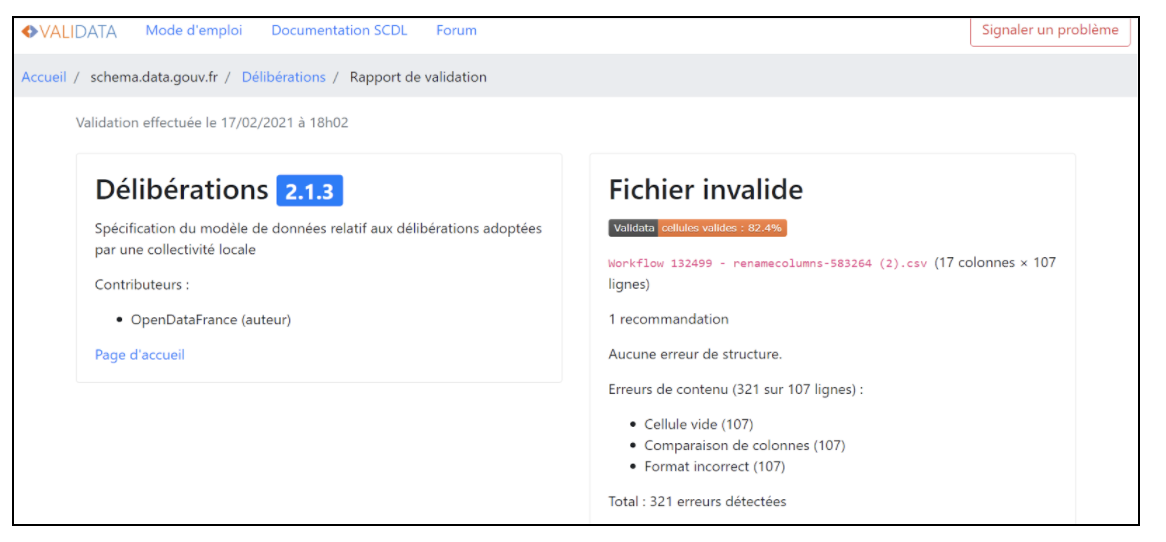 VALIDATA Mode d'emploi Documentation SCDL Forum Signaler un problème
Accueil / schema.data.gouv.fr / Délibérations / Rapport de validation
Validation effectuée le 17/02/2021 à 18h02
Délibérations 2.1.3
Spécification du modèle de données relatif aux délibérations adoptées
par une collectivité locale
Contributeurs :
• OpenDataFrance (auteur)
Page d'accueil
Fichier invalide
Validata cellules valides : 82.4%
Workflow 132499 - renamecolumns-583264 (2).csv (17 colonnes × 107
lignes)
1 recommandation
Aucune erreur de structure.
Erreurs de contenu (321 sur 107 lignes) :
• Cellule vide (107)
• Comparaison de colonnes (107)
• Format incorrect (107)
Total : 321 erreurs détectées